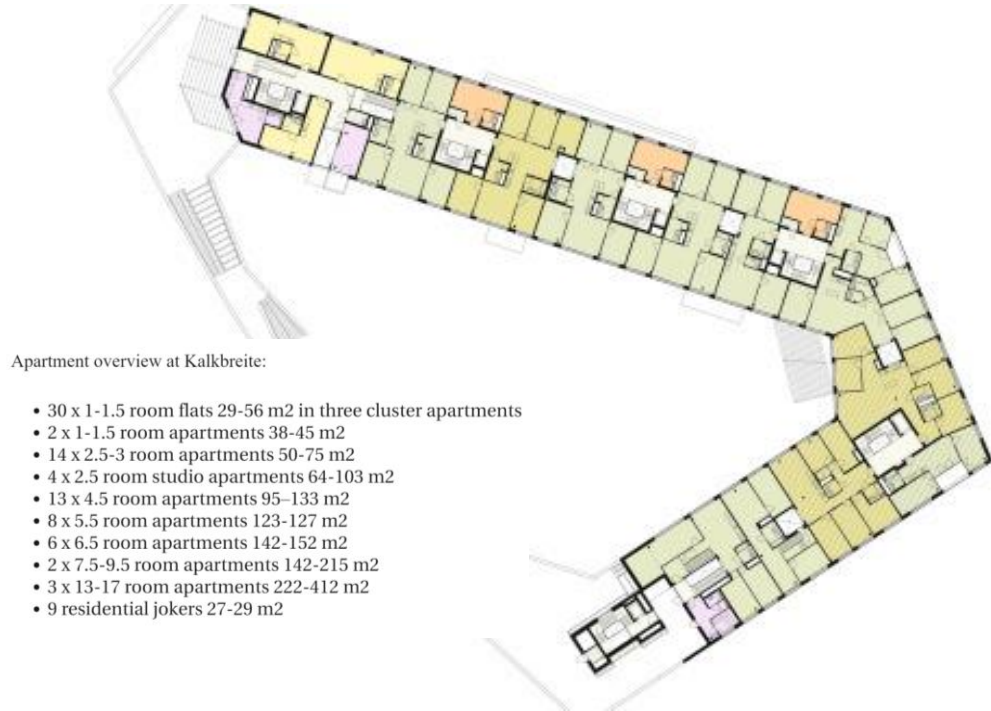 Apartment overview at Kalkbreite:
• 30 x 1-1.5 room flats 29-56 m2 in three cluster apartments
• 2 x 1-1.5 room apartments 38-45 m2
• 14 x 2.5-3 room apartments 50-75 m2
• 4 x 2.5 room studio apartments 64-103 m2
• 13 x 4.5 room apartments 95–133 m2
• 8 x 5.5 room apartments 123-127 m2
• 6 x 6.5 room apartments 142-152 m2
• 2 x 7.5-9.5 room apartments 142-215 m2
• 3 x 13-17 room apartments 222-412 m2
• 9 residential jokers 27-29 m2